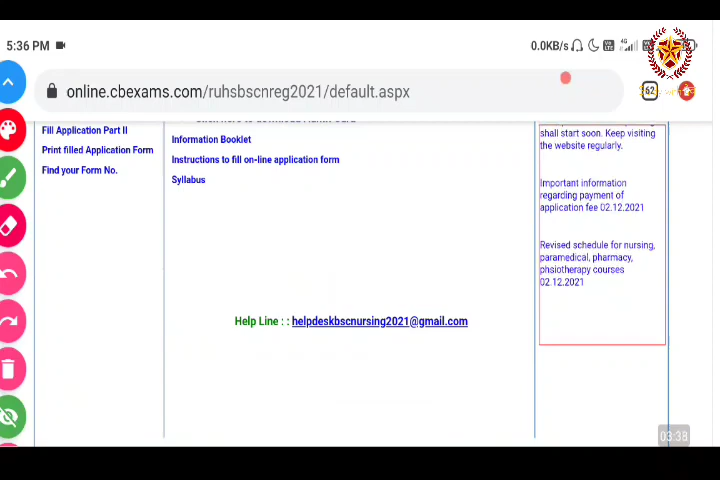 5:36 PM
0.0KB/s
4G
online.cbexams.com/ruhsbscnreg2021/default.aspx
62
Fill Application Part II
Print filled Application Form
Find your Form No.
Information Booklet
Instructions to fill on-line application form
Syllabus
Help Line : : helpdeskbscnursing2021@gmail.com
shall start soon. Keep visiting
the website regularly.
Important information
regarding payment of
application fee 02.12.2021
Revised schedule for nursing,
paramedical, pharmacy,
phsiotherapy courses
02.12.2021
03:38